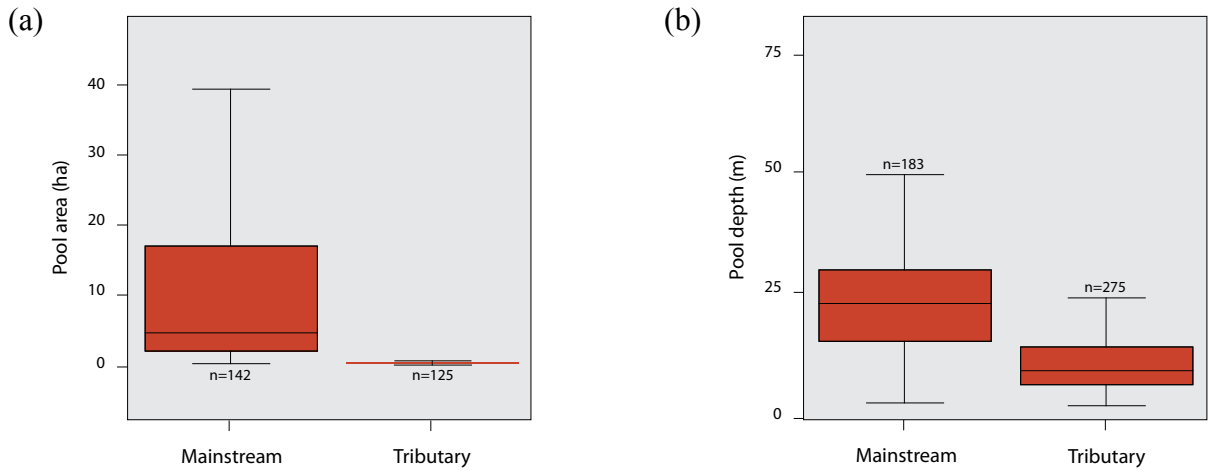 (a)
Pool area (ha)
40
30
20
10
0
n=142
n=125
Mainstream
Tributary
(b)
Pool depth (m)
75
50
25
0
n=183
n=275
Mainstream
Tributary